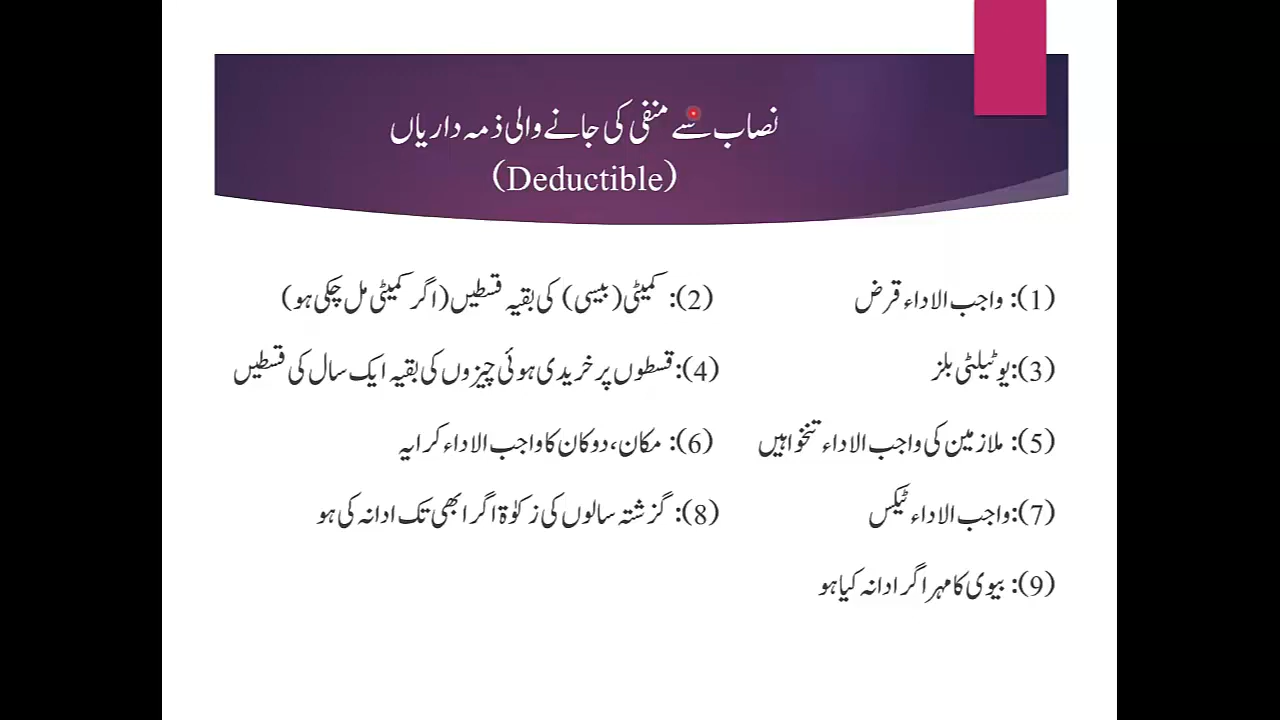 نصاب سے منفی کی جانے والی ذمہ داریاں
(Deductible)
(1): واجب الاداء قرض (2): کمیٹی(بیسی) کی بقیہ قسطیں(اگر کمیٹی مل چکی ہو)
(3):یوٹیلٹی بلز (4):قسطوں پر خریدی ہوئی چیزوں کی بقیہ ایک سال کی قسطیں
(5): ملازمین کی واجب الاداء تنخواہیں (6): مکان، دوکان کا واجب الاداء کرایہ
(7):واجب الاداء ٹیکس (8): گزشتہ سالوں کی زکوٰۃ اگر ابھی تک ادا نہ کی ہو
(9): بیوی کا مہر اگر ادا نہ کیا ہو